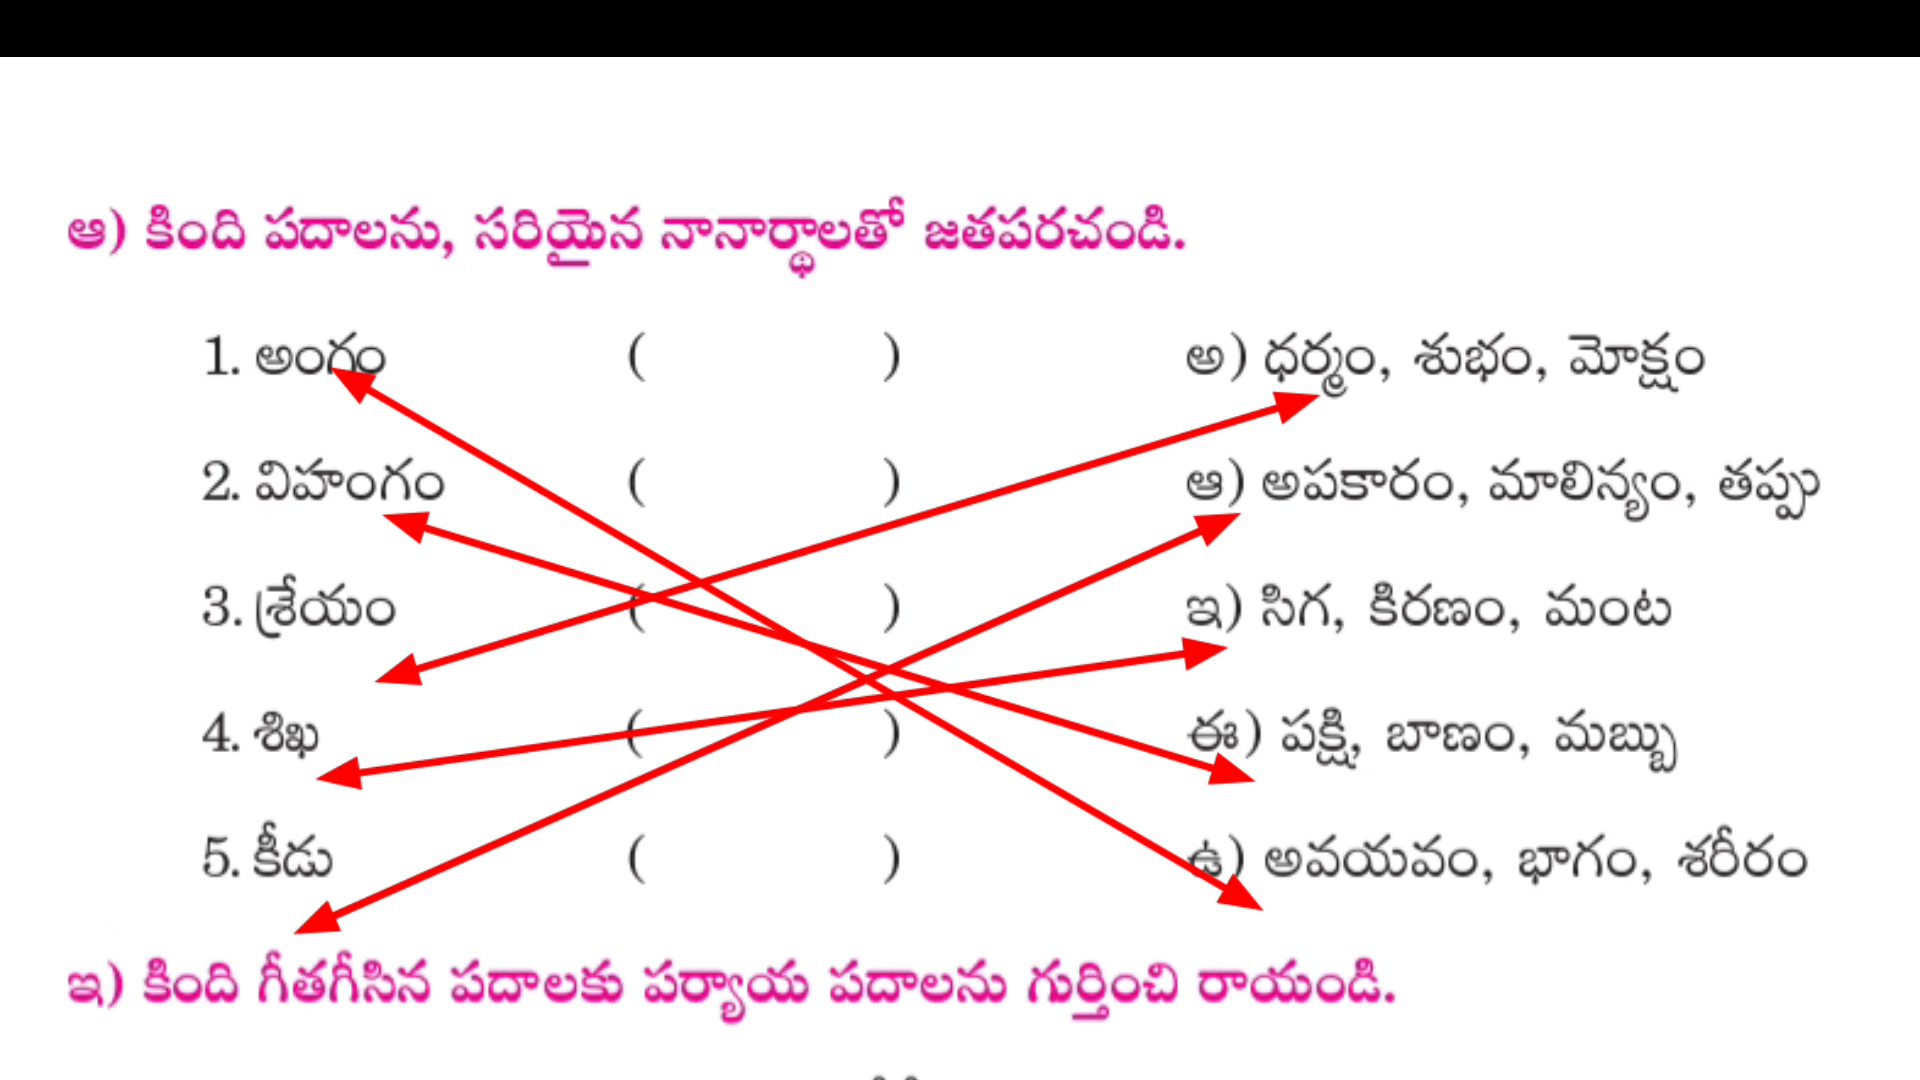 ఆ) కింది పదాలను, సరియైన నానార్థాలతో జతపరచండి.
1. అంగం ( ) అ) ధర్మం, శుభం, మోక్షం
2. విహంగం ( ) ఆ) అపకారం, మాలిన్యం, తప్పు
3. శ్రేయం ( ) ఇ) సిగ, కిరణం, మంట
4. శిఖ ( ) ఈ) పక్షి, బాణం, మబ్బు
5. కీడు ( ) ఉ) అవయవం, భాగం, శరీరం
ఇ) కింది గీతగీసిన పదాలకు పర్యాయ పదాలను గుర్తించి రాయండి.